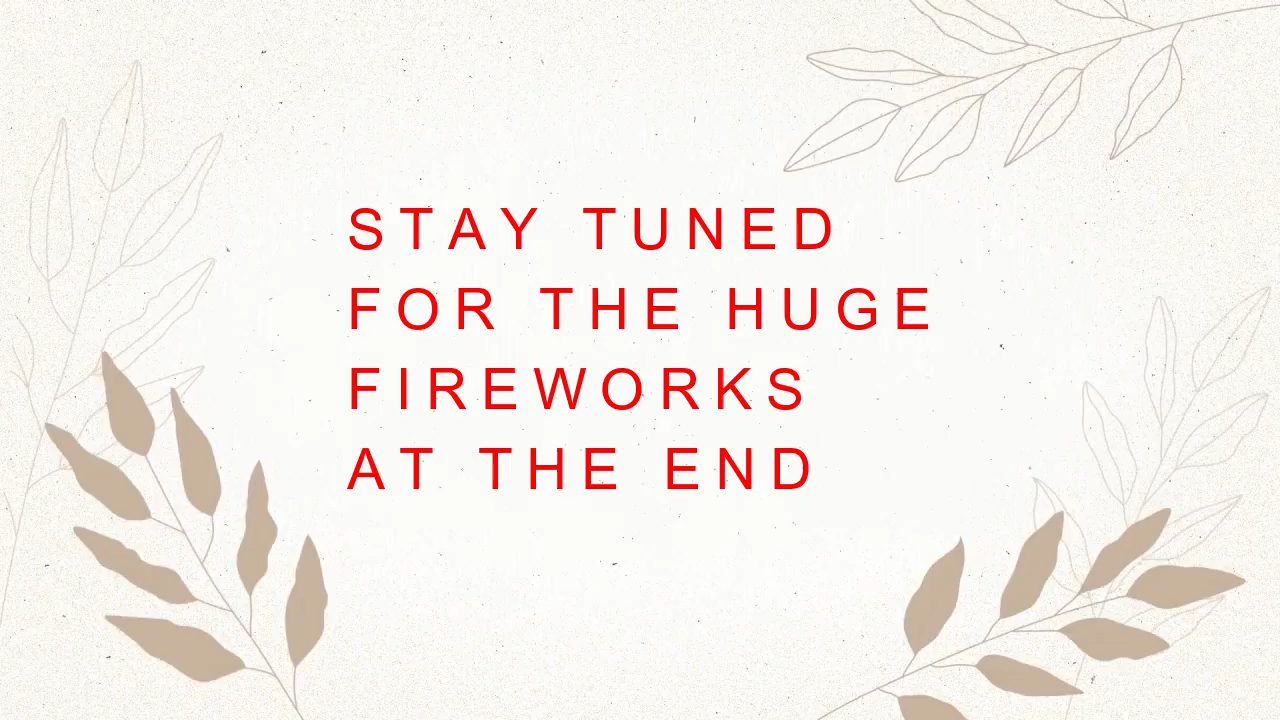 STAY TUNED
FOR THE HUGE
FIREWORKS
AT THE END